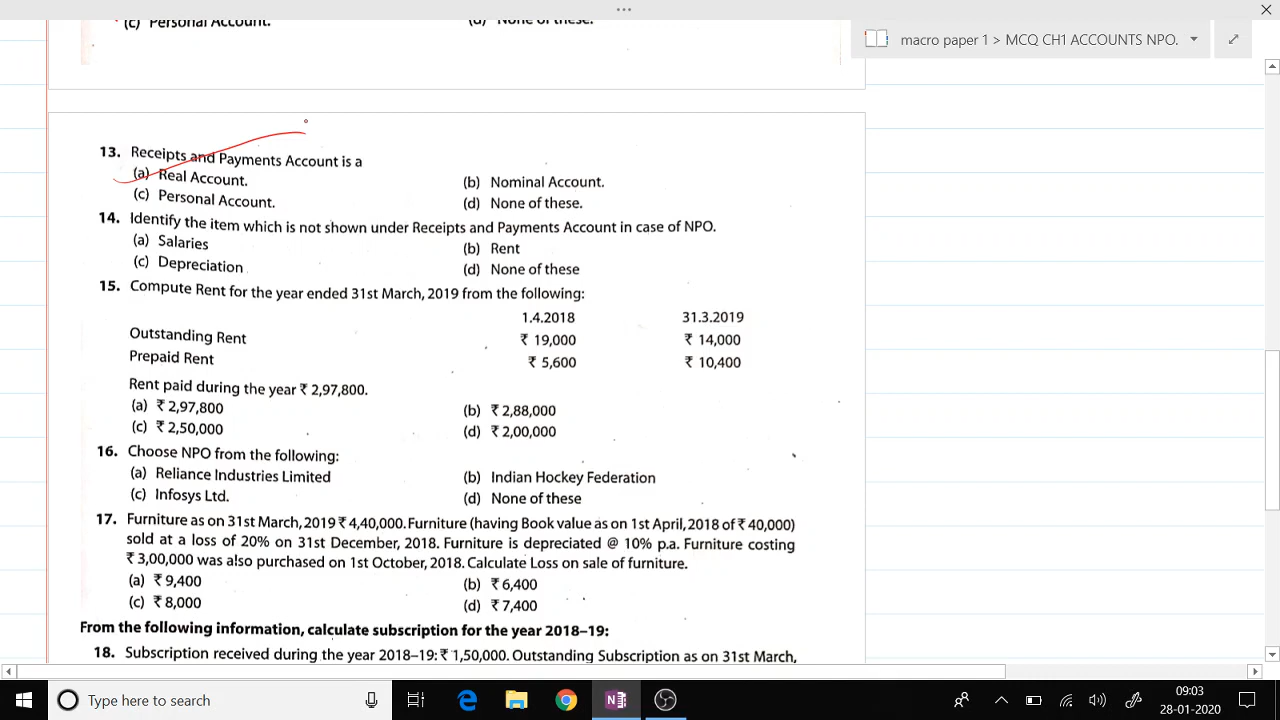 macro paper 1 > MCQ CH1 ACCOUNTS NPO.
(c) Personal Account.
(d) None of these.
13. Receipts and Payments Account is a
(a) Real Account.
(b) Nominal Account.
(c) Personal Account.
(d) None of these.
14. Identify the item which is not shown under Receipts and Payments Account in case of NPO.
(a) Salaries
(b) Rent
(c) Depreciation
(d) None of these
15. Compute Rent for the year ended 31st March, 2019 from the following:
1.4.2018 31.3.2019
Outstanding Rent ₹ 19,000 ₹ 14,000
Prepaid Rent ₹ 5,600 ₹ 10,400
Rent paid during the year ₹ 2,97,800.
(a) ₹ 2,97,800
(b) ₹ 2,88,000
(c) ₹ 2,50,000
(d) ₹ 2,00,000
16. Choose NPO from the following:
(a) Reliance Industries Limited
(b) Indian Hockey Federation
(c) Infosys Ltd.
(d) None of these
17. Furniture as on 31st March, 2019 ₹ 4,40,000. Furniture (having Book value as on 1st April, 2018 of ₹ 40,000)
sold at a loss of 20% on 31st December, 2018. Furniture is depreciated @ 10% p.a. Furniture costing
₹ 3,00,000 was also purchased on 1st October, 2018. Calculate Loss on sale of furniture.
(a) ₹ 9,400
(b) ₹ 6,400
(c) ₹ 8,000
(d) ₹ 7,400
From the following information, calculate subscription for the year 2018–19:
18. Subscription received during the year 2018–19: ₹ 1,50,000. Outstanding Subscription as on 31st March,
Type here to search
N
09:03
28-01-2020